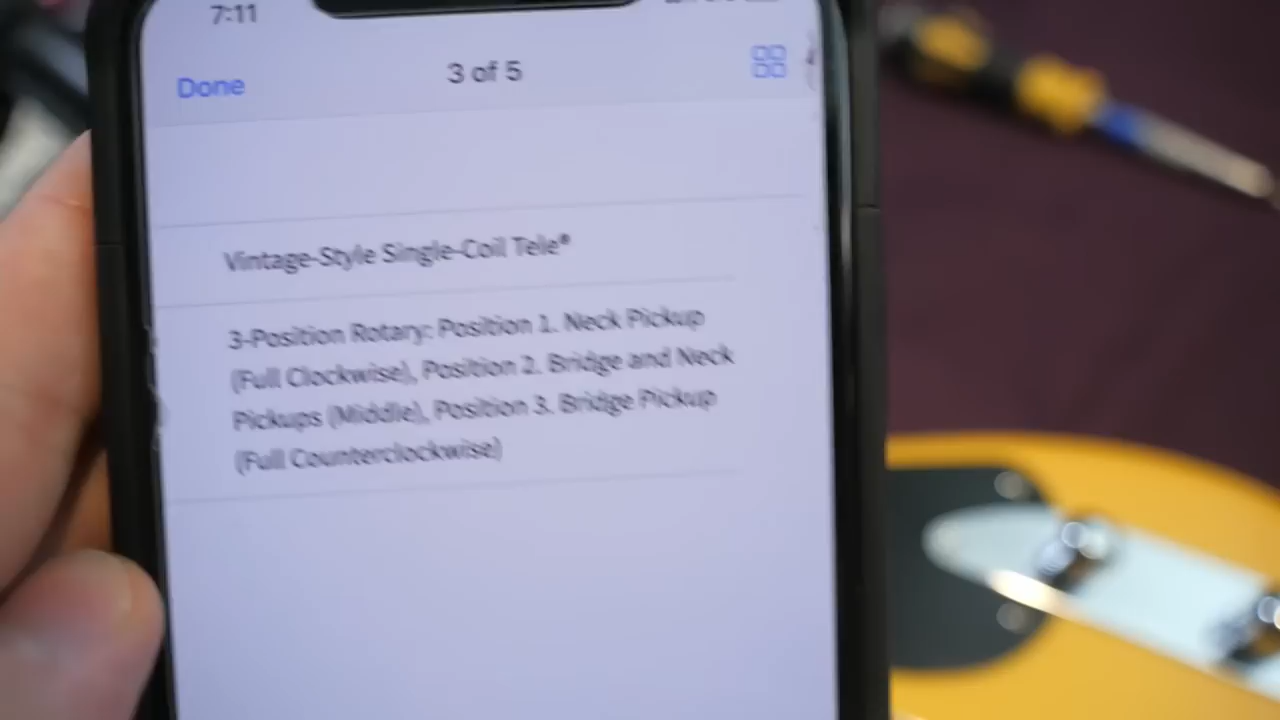 7:11
Done
3 of 5
Vintage-Style Single-Coil Tele®
3-Position Rotary: Position 1. Neck Pickup
(Full Clockwise), Position 2. Bridge and Neck
Pickups (Middle), Position 3. Bridge Pickup
(Full Counterclockwise)